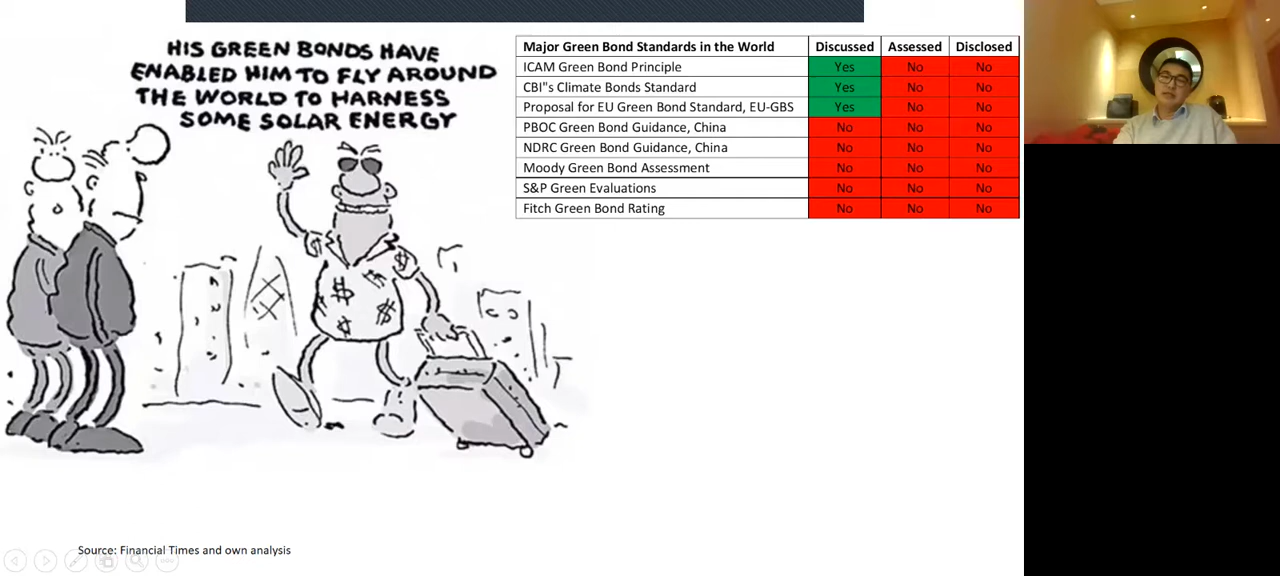 HIS GREEN BONDS HAVE
ENABLED HIM TO FLY AROUND
THE WORLD TO HARNESS
SOME SOLAR ENERGY
Major Green Bond Standards in the World Discussed Assessed Disclosed
ICAM Green Bond Principle Yes No No
CBI"s Climate Bonds Standard Yes No No
Proposal for EU Green Bond Standard, EU-GBS Yes No No
PBOC Green Bond Guidance, China No No No
NDRC Green Bond Guidance, China No No No
Moody Green Bond Assessment No No No
S&P Green Evaluations No No No
Fitch Green Bond Rating No No No
$
$
$
Source: Financial Times and own analysis